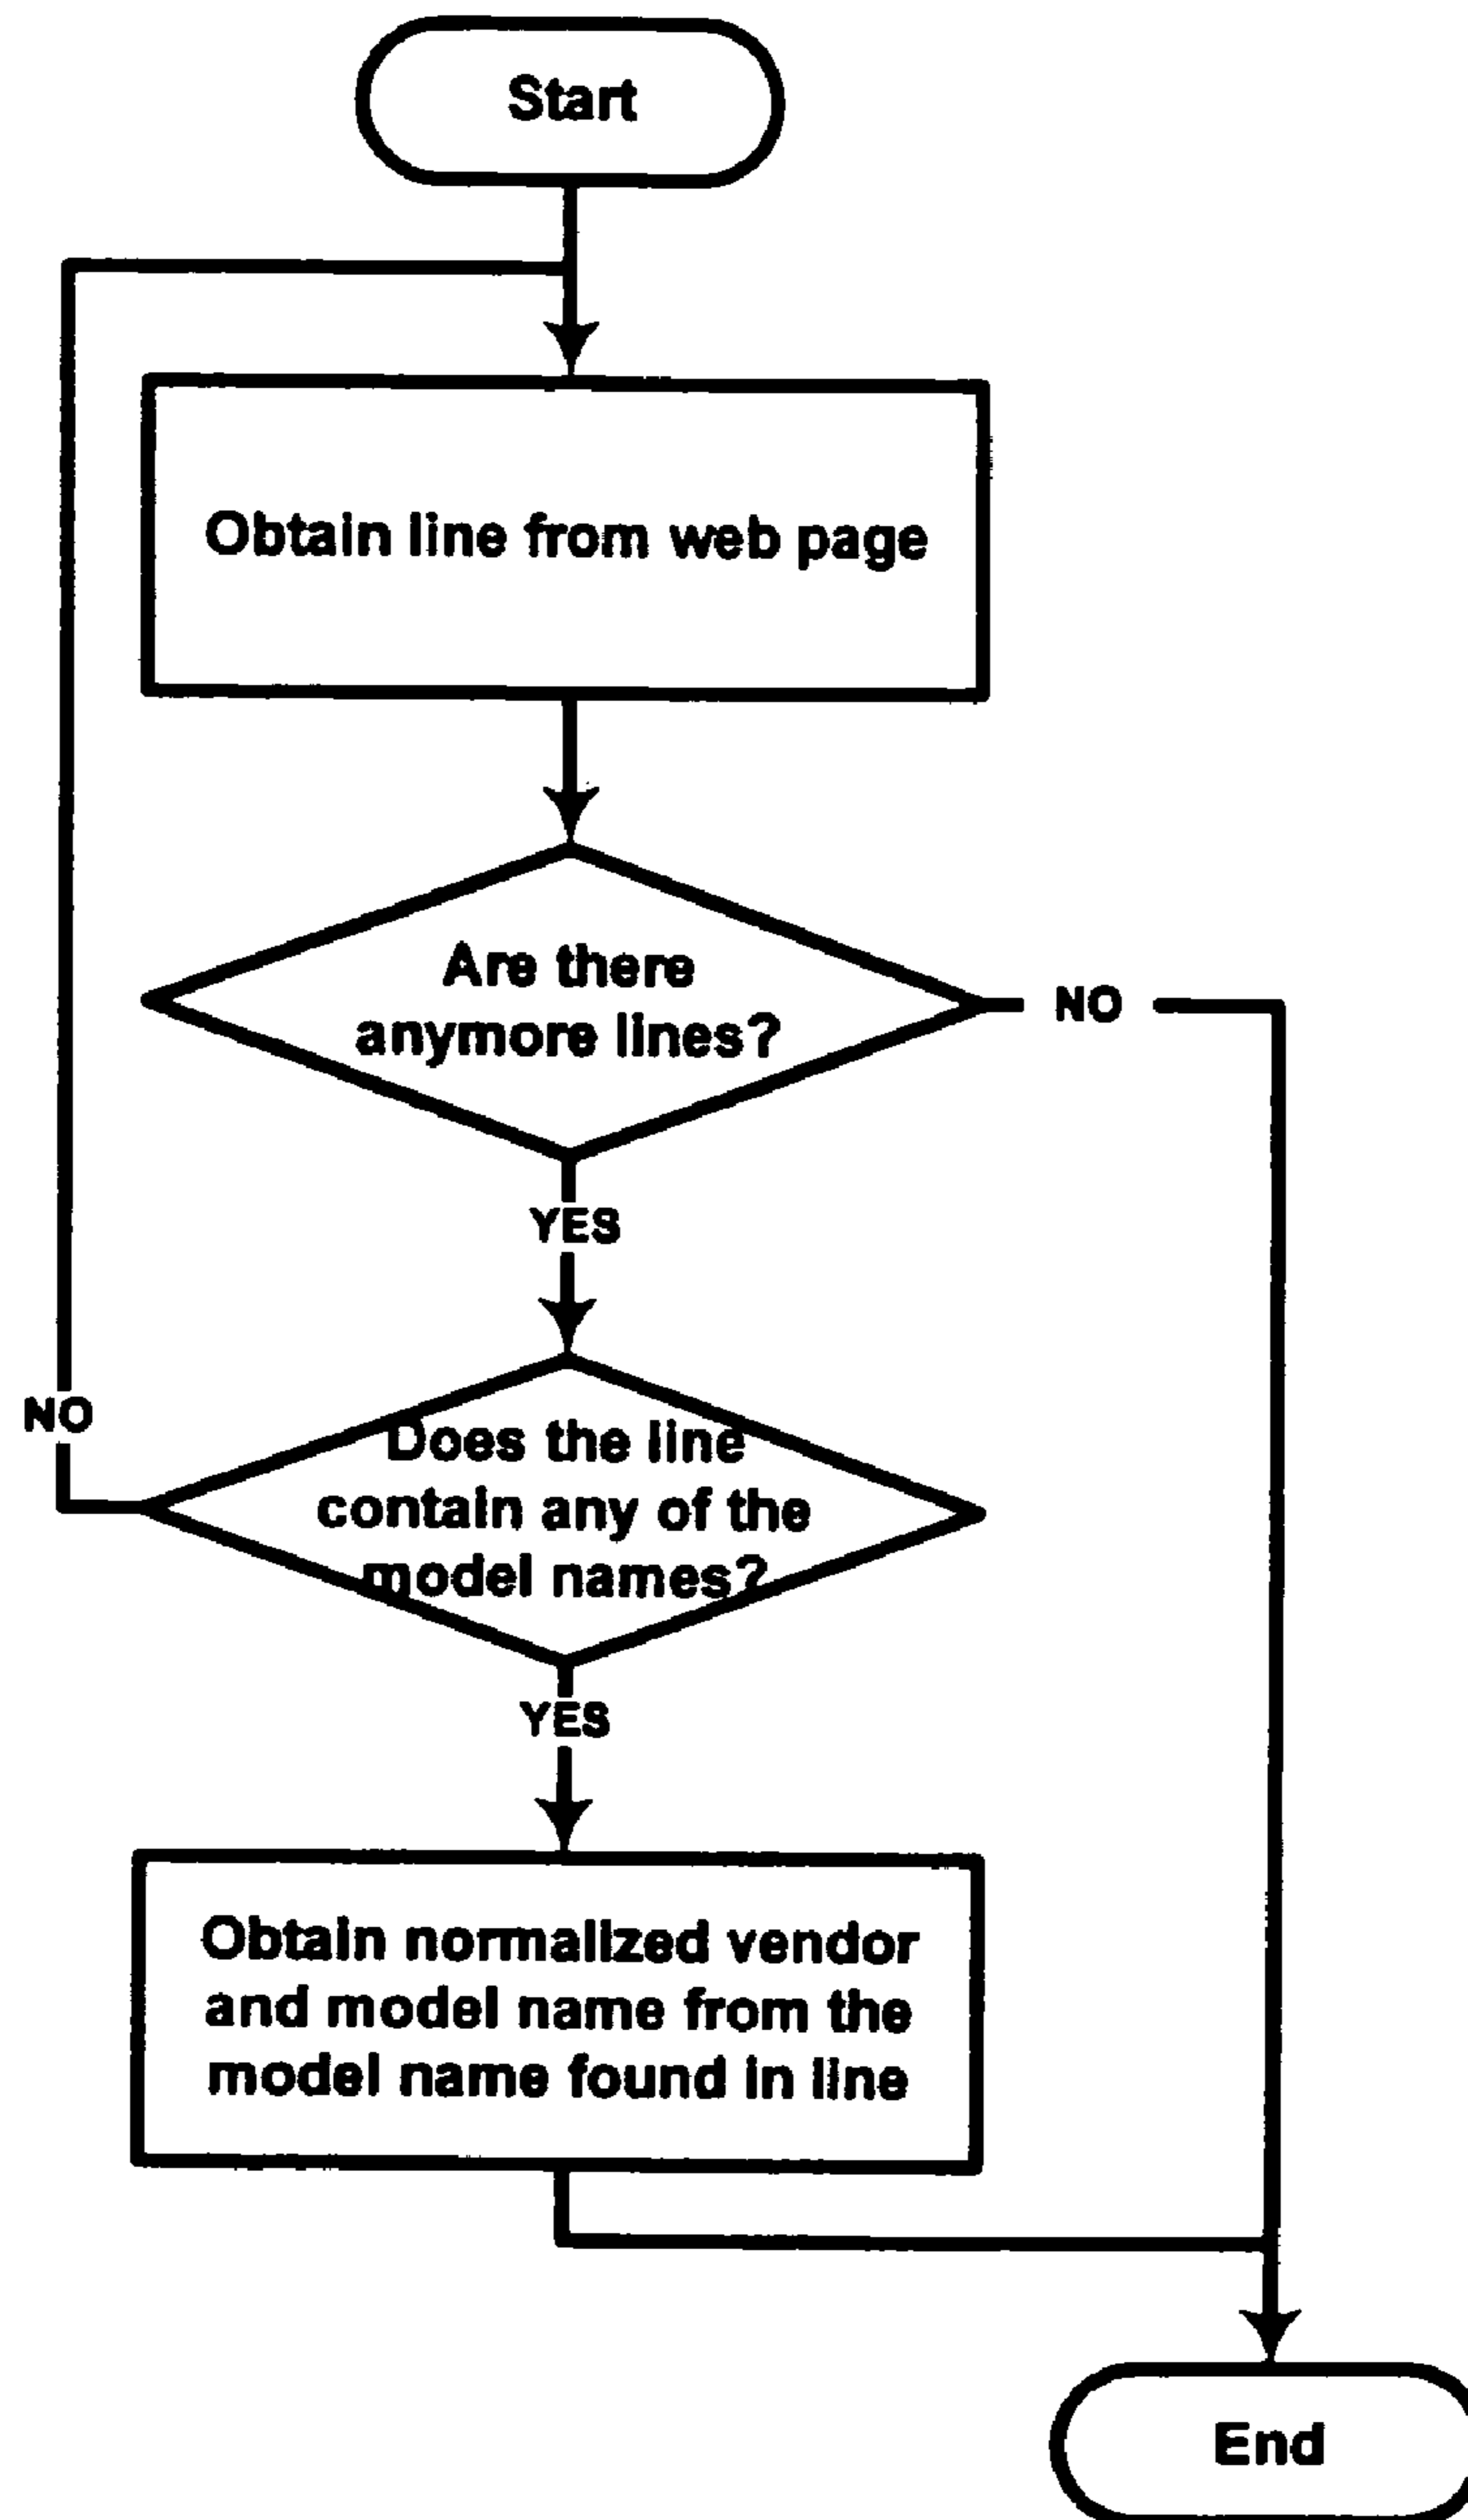 Start
Obtain line from web page
Are there
anymore lines?
NO
YES
Does the line
contain any of the
model names?
NO
YES
Obtain normalized vendor
and model name from the
model name found in line
End